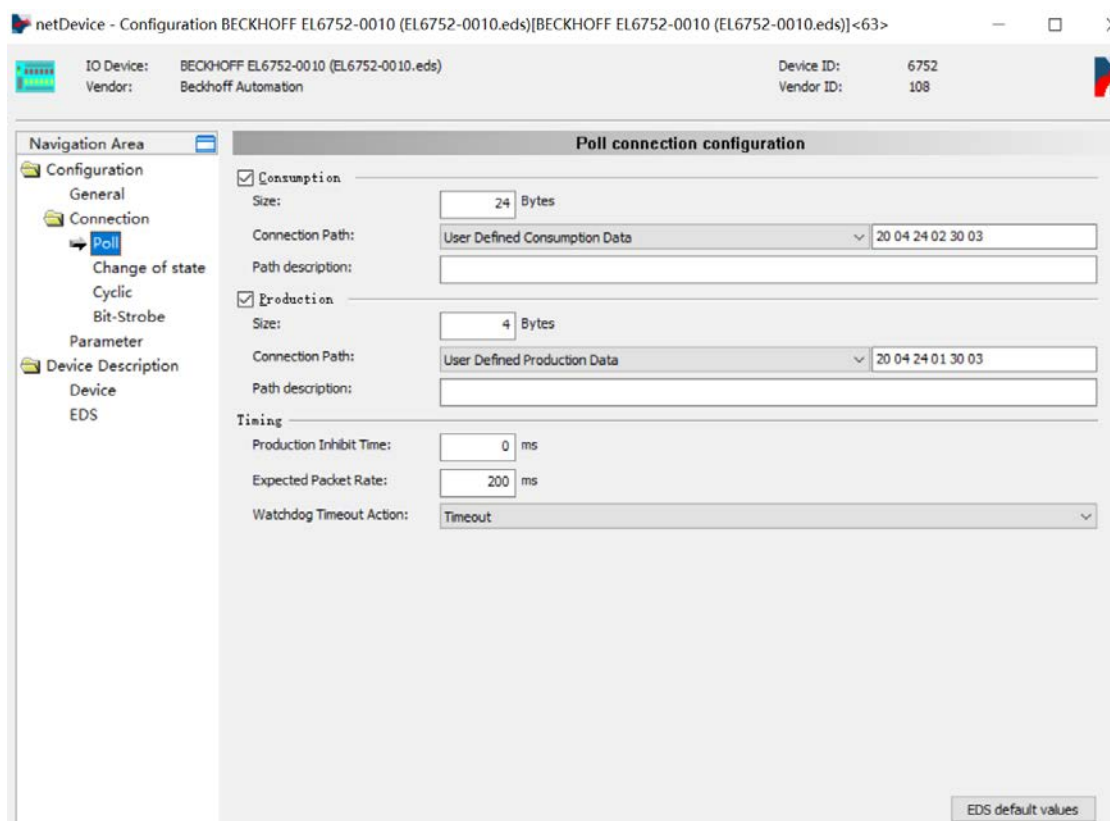 netDevice - Configuration BECKHOFF EL6752-0010 (EL6752-0010.eds)[BECKHOFF EL6752-0010 (EL6752-0010.eds)]<63>
IO Device: BECKHOFF EL6752-0010 (EL6752-0010.eds) Device ID: 6752
Vendor: Beckhoff Automation Vendor ID: 108
Navigation Area
Configuration
General
Connection
Poll
Change of state
Cyclic
Bit-Strobe
Parameter
Device Description
Device
EDS
Poll connection configuration
Consumption
Size: 24 Bytes
Connection Path: User Defined Consumption Data 20 04 24 02 30 03
Path description:
Production
Size: 4 Bytes
Connection Path: User Defined Production Data 20 04 24 01 30 03
Path description:
Timing
Production Inhibit Time: 0 ms
Expected Packet Rate: 200 ms
Watchdog Timeout Action: Timeout
EDS default values